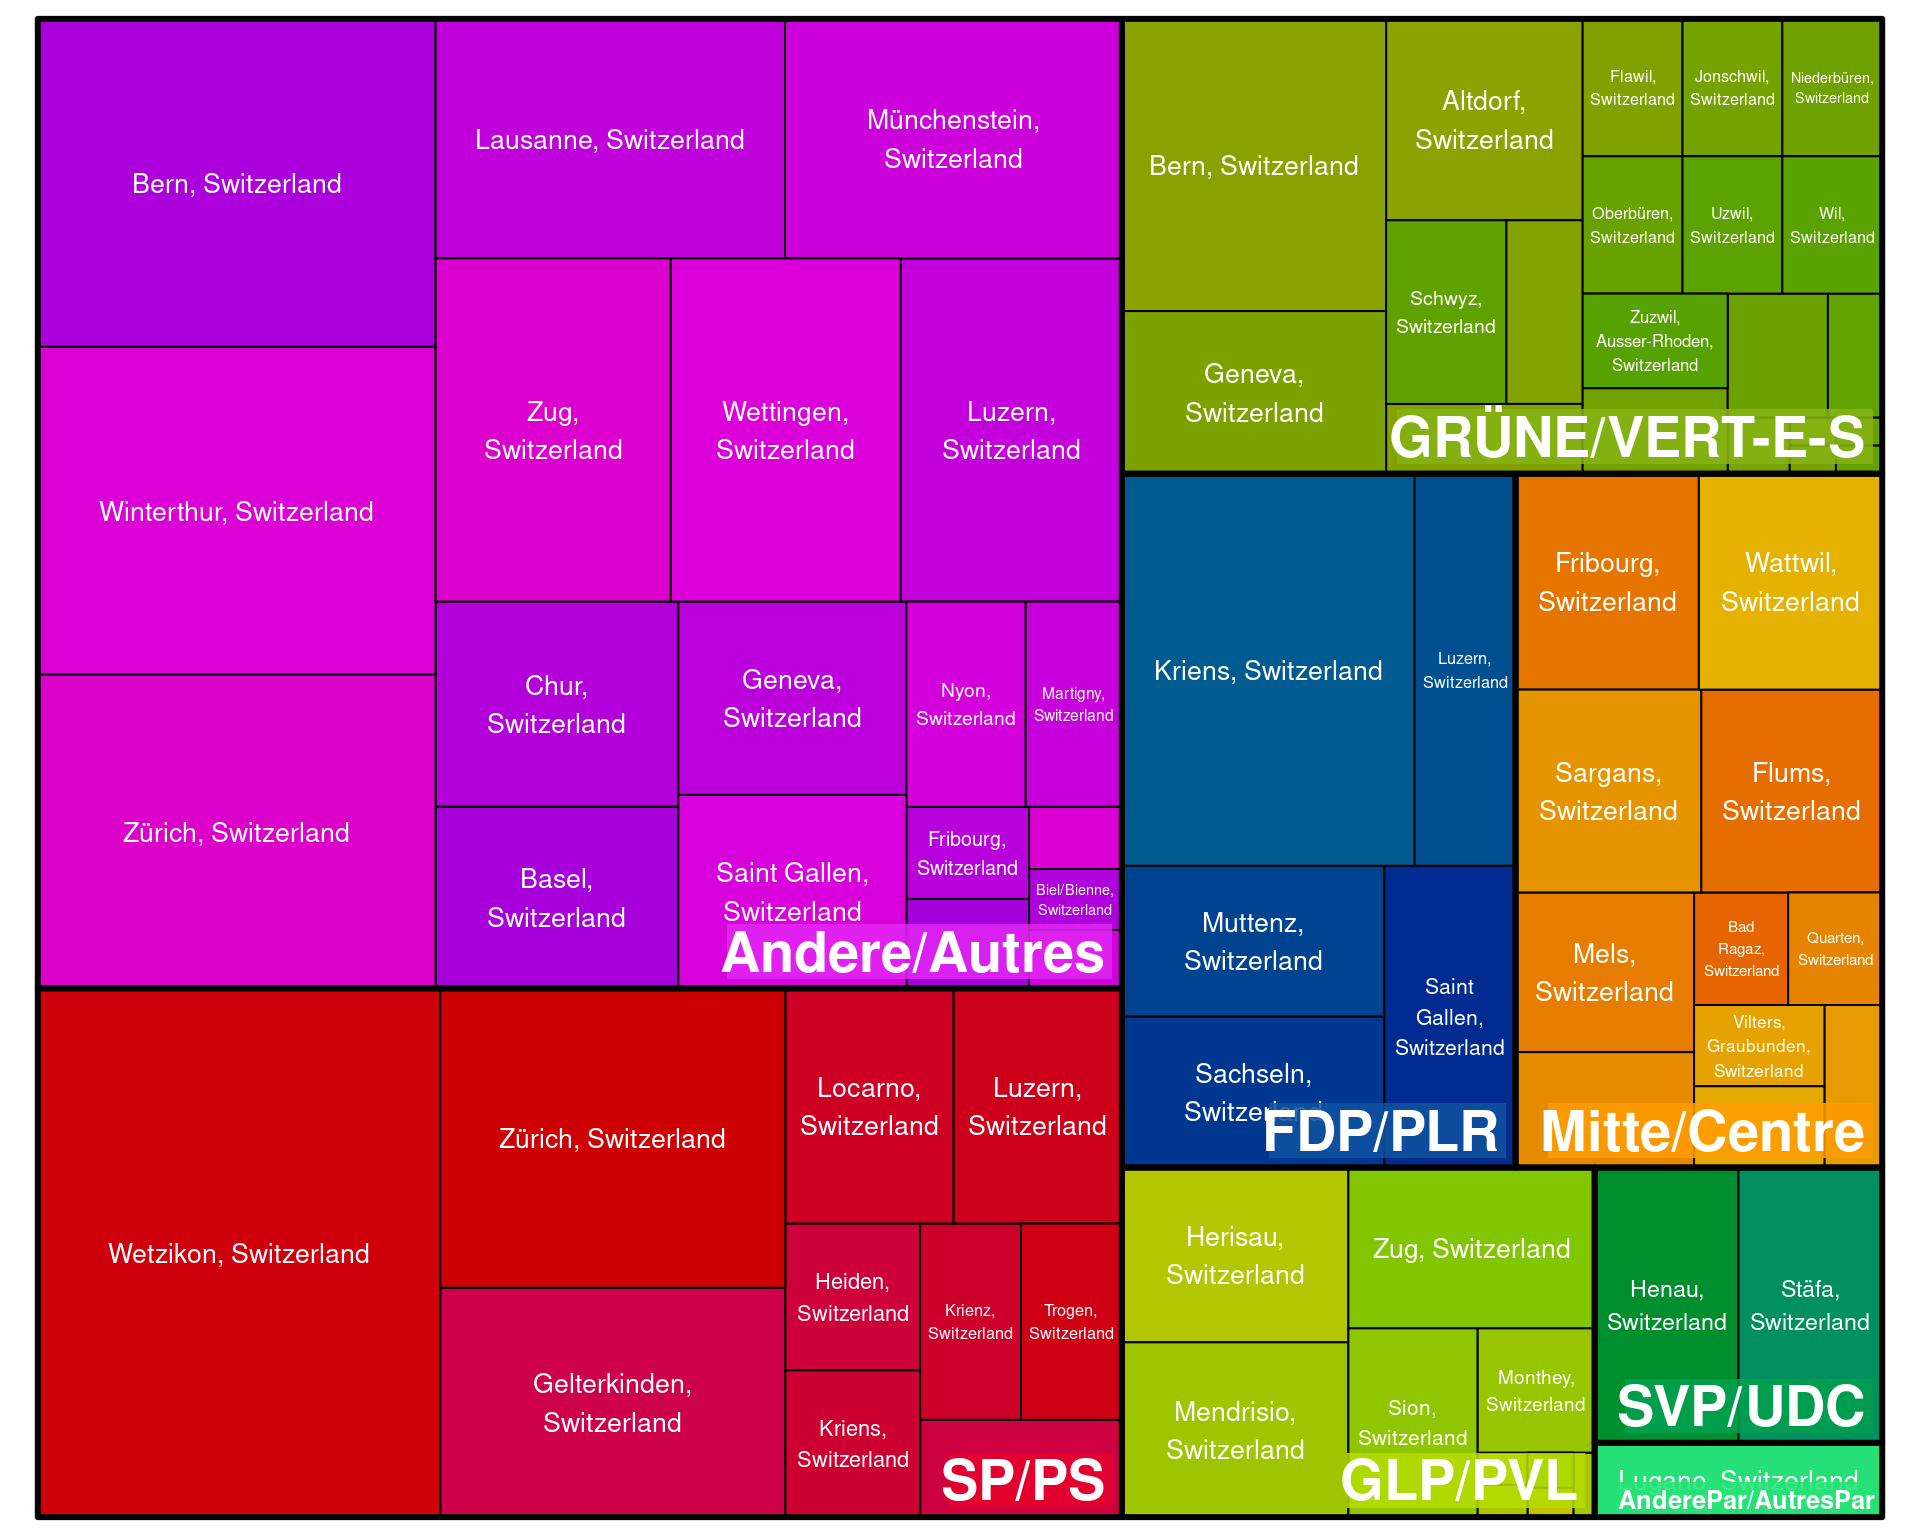 Bern, Switzerland
Lausanne, Switzerland
Münchenstein,
Switzerland
Winterthur, Switzerland
Zug,
Switzerland
Wettingen,
Switzerland
Luzern,
Switzerland
Zürich, Switzerland
Chur,
Switzerland
Geneva,
Switzerland
Nyon,
Switzerland
Martigny,
Switzerland
Basel,
Switzerland
Saint Gallen,
Switzerland
Fribourg,
Switzerland
Biel/Bienne,
Switzerland
Andere/Autres
Wetzikon, Switzerland
Zürich, Switzerland
Gelterkinden,
Switzerland
Locarno,
Switzerland
Luzern,
Switzerland
Heiden,
Switzerland
Krienz,
Switzerland
Trogen,
Switzerland
Kriens,
Switzerland
SP/PS
Bern, Switzerland
Altdorf,
Switzerland
Flawil,
Switzerland
Jonschwil,
Switzerland
Niederbüren,
Switzerland
Oberbüren,
Switzerland
Uzwil,
Switzerland
Wil,
Switzerland
Geneva,
Switzerland
Schwyz,
Switzerland
Zuzwil,
Ausser-Rhoden,
Switzerland
GRÜNE/VERT-E-S
Kriens, Switzerland
Luzern,
Switzerland
Muttenz,
Switzerland
Sachseln,
Switzerland
Saint
Gallen,
Switzerland
FDP/PLR
Fribourg,
Switzerland
Wattwil,
Switzerland
Sargans,
Switzerland
Flums,
Switzerland
Mels,
Switzerland
Bad
Ragaz,
Switzerland
Quarten,
Switzerland
Vilters,
Graubunden,
Switzerland
Mitte/Centre
Herisau,
Switzerland
Zug, Switzerland
Mendrisio,
Switzerland
Sion,
Switzerland
Monthey,
Switzerland
GLP/PVL
Henau,
Switzerland
Stäfa,
Switzerland
SVP/UDC
Lugano, Switzerland
AnderePar/AutresPar